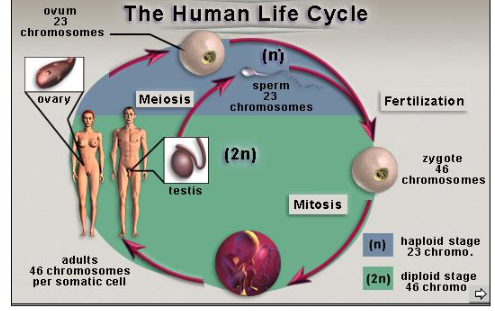 The Human Life Cycle
ovum
23
chromosomes
(n)
sperm
23
chromosomes
ovary
Meiosis
Fertilization
testis
(2n)
zygote
46
chromosomes
Mitosis
adults
46 chromosomes
per somatic cell
(n) haploid stage
23 chromo.
(2n) diploid stage
46 chromo